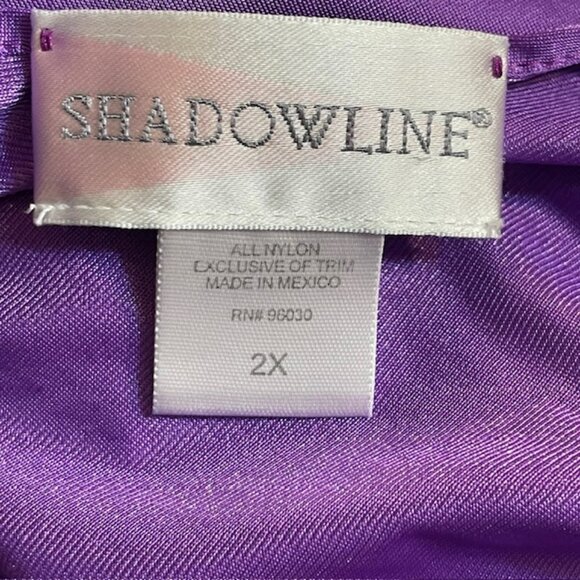 SHADOWLINE®
ALL NYLON
EXCLUSIVE OF TRIM
MADE IN MEXICO
RN# 96030
2X